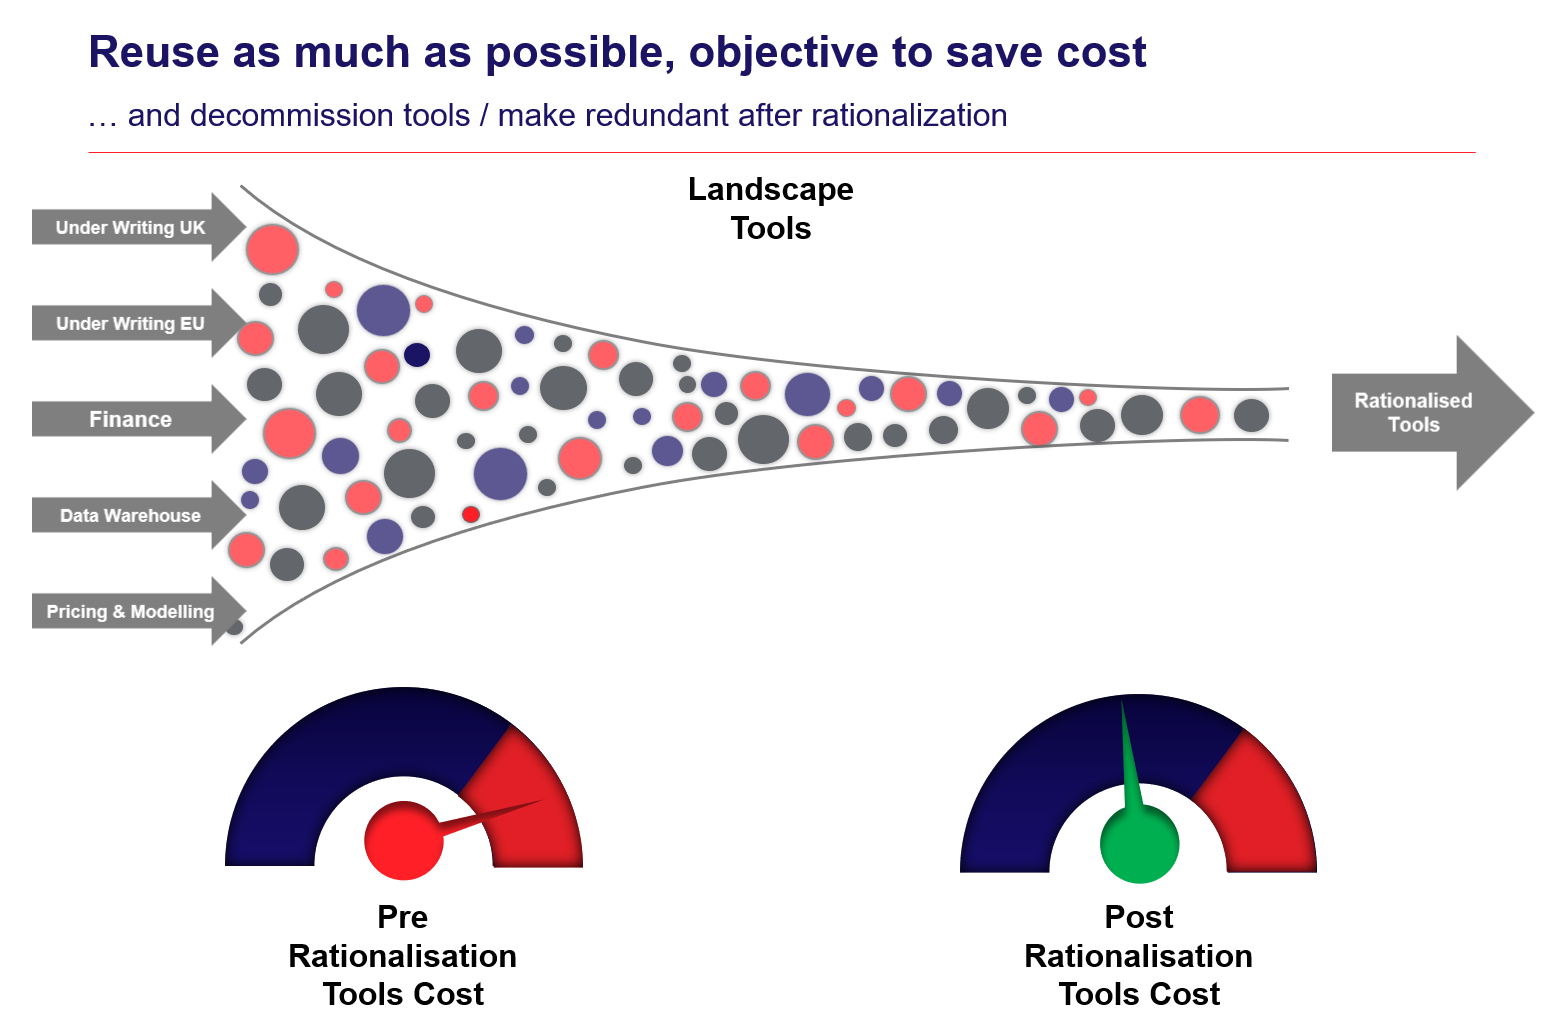 Reuse as much as possible, objective to save cost
… and decommission tools / make redundant after rationalization
Landscape
Tools
Under Writing UK
Under Writing EU
Finance
Data Warehouse
Pricing & Modelling
Rationalised
Tools
Pre
Rationalisation
Tools Cost
Post
Rationalisation
Tools Cost